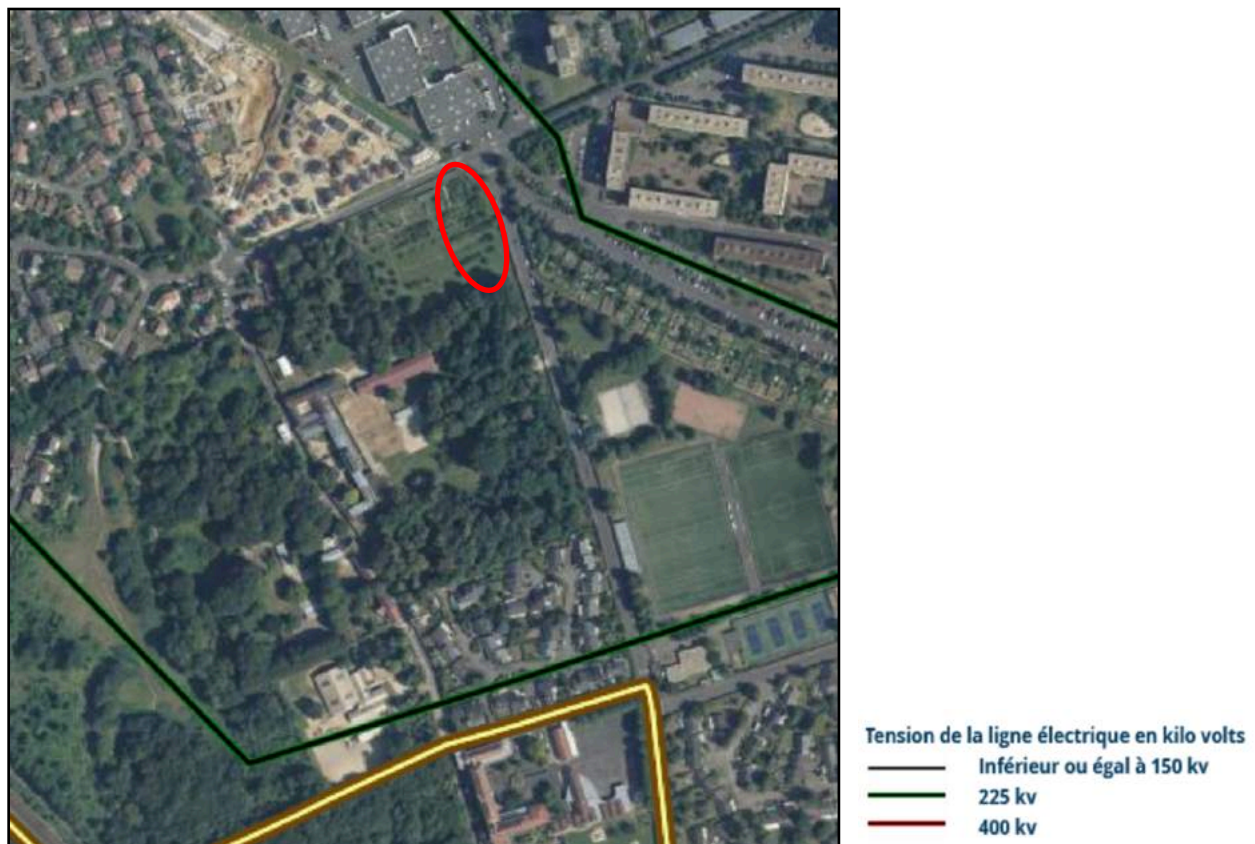 Tension de la ligne électrique en kilo volts
Inférieur ou égal à 150 kv
225 kv
400 kv